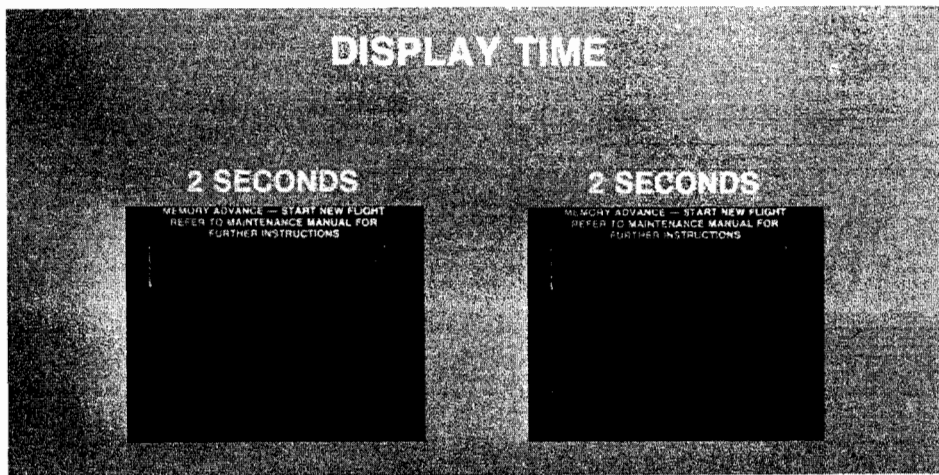 DISPLAY TIME
2 SECONDS
2 SECONDS
MEMORY ADVANCE — START NEW FLIGHT
REFER TO MAINTENANCE MANUAL FOR
FURTHER INSTRUCTIONS
MEMORY ADVANCE — START NEW FLIGHT
REFER TO MAINTENANCE MANUAL FOR
FURTHER INSTRUCTIONS